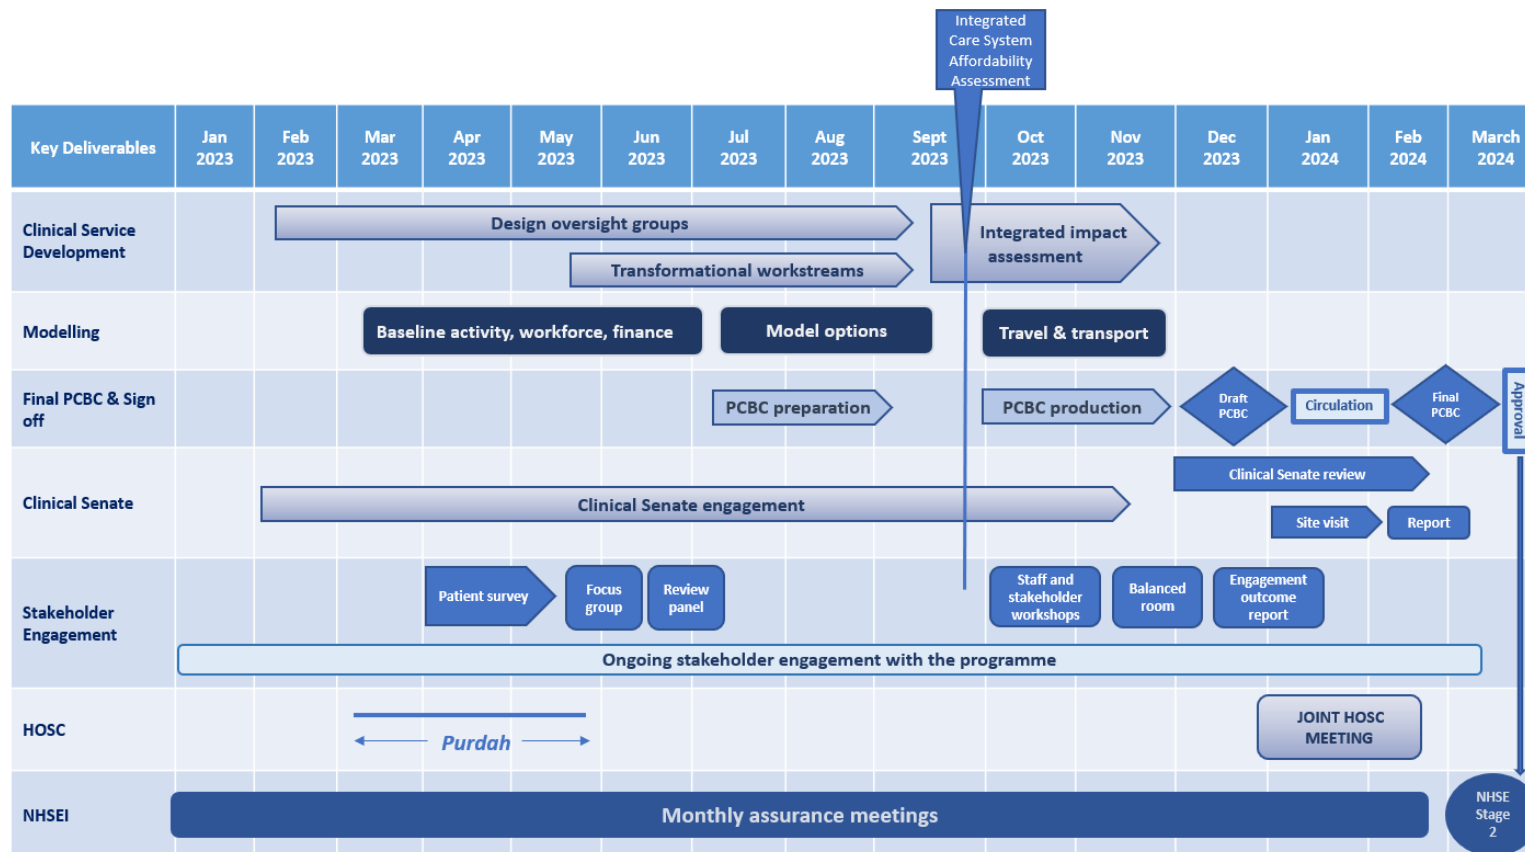 Integrated
Care System
Affordability
Assessment
Key Deliverables
Jan
2023
Feb
2023
Mar
2023
Apr
2023
May
2023
Jun
2023
Jul
2023
Aug
2023
Sept
2023
Oct
2023
Nov
2023
Dec
2023
Jan
2024
Feb
2024
March
2024
Clinical Service
Development
Design oversight groups
Transformational workstreams
Integrated impact
assessment
Modelling
Baseline activity, workforce, finance
Model options
Travel & transport
Final PCBC & Sign
off
PCBC preparation
PCBC production
Draft
PCBC
Circulation
Final
PCBC
Approval
Clinical Senate
Clinical Senate engagement
Clinical Senate review
Site visit
Report
Stakeholder
Engagement
Patient survey
Focus
group
Review
panel
Staff and
stakeholder
workshops
Balanced
room
Engagement
outcome
report
Ongoing stakeholder engagement with the programme
HOSC
Purdah
JOINT HOSC
MEETING
NHSEI
Monthly assurance meetings
NHSE
Stage
2